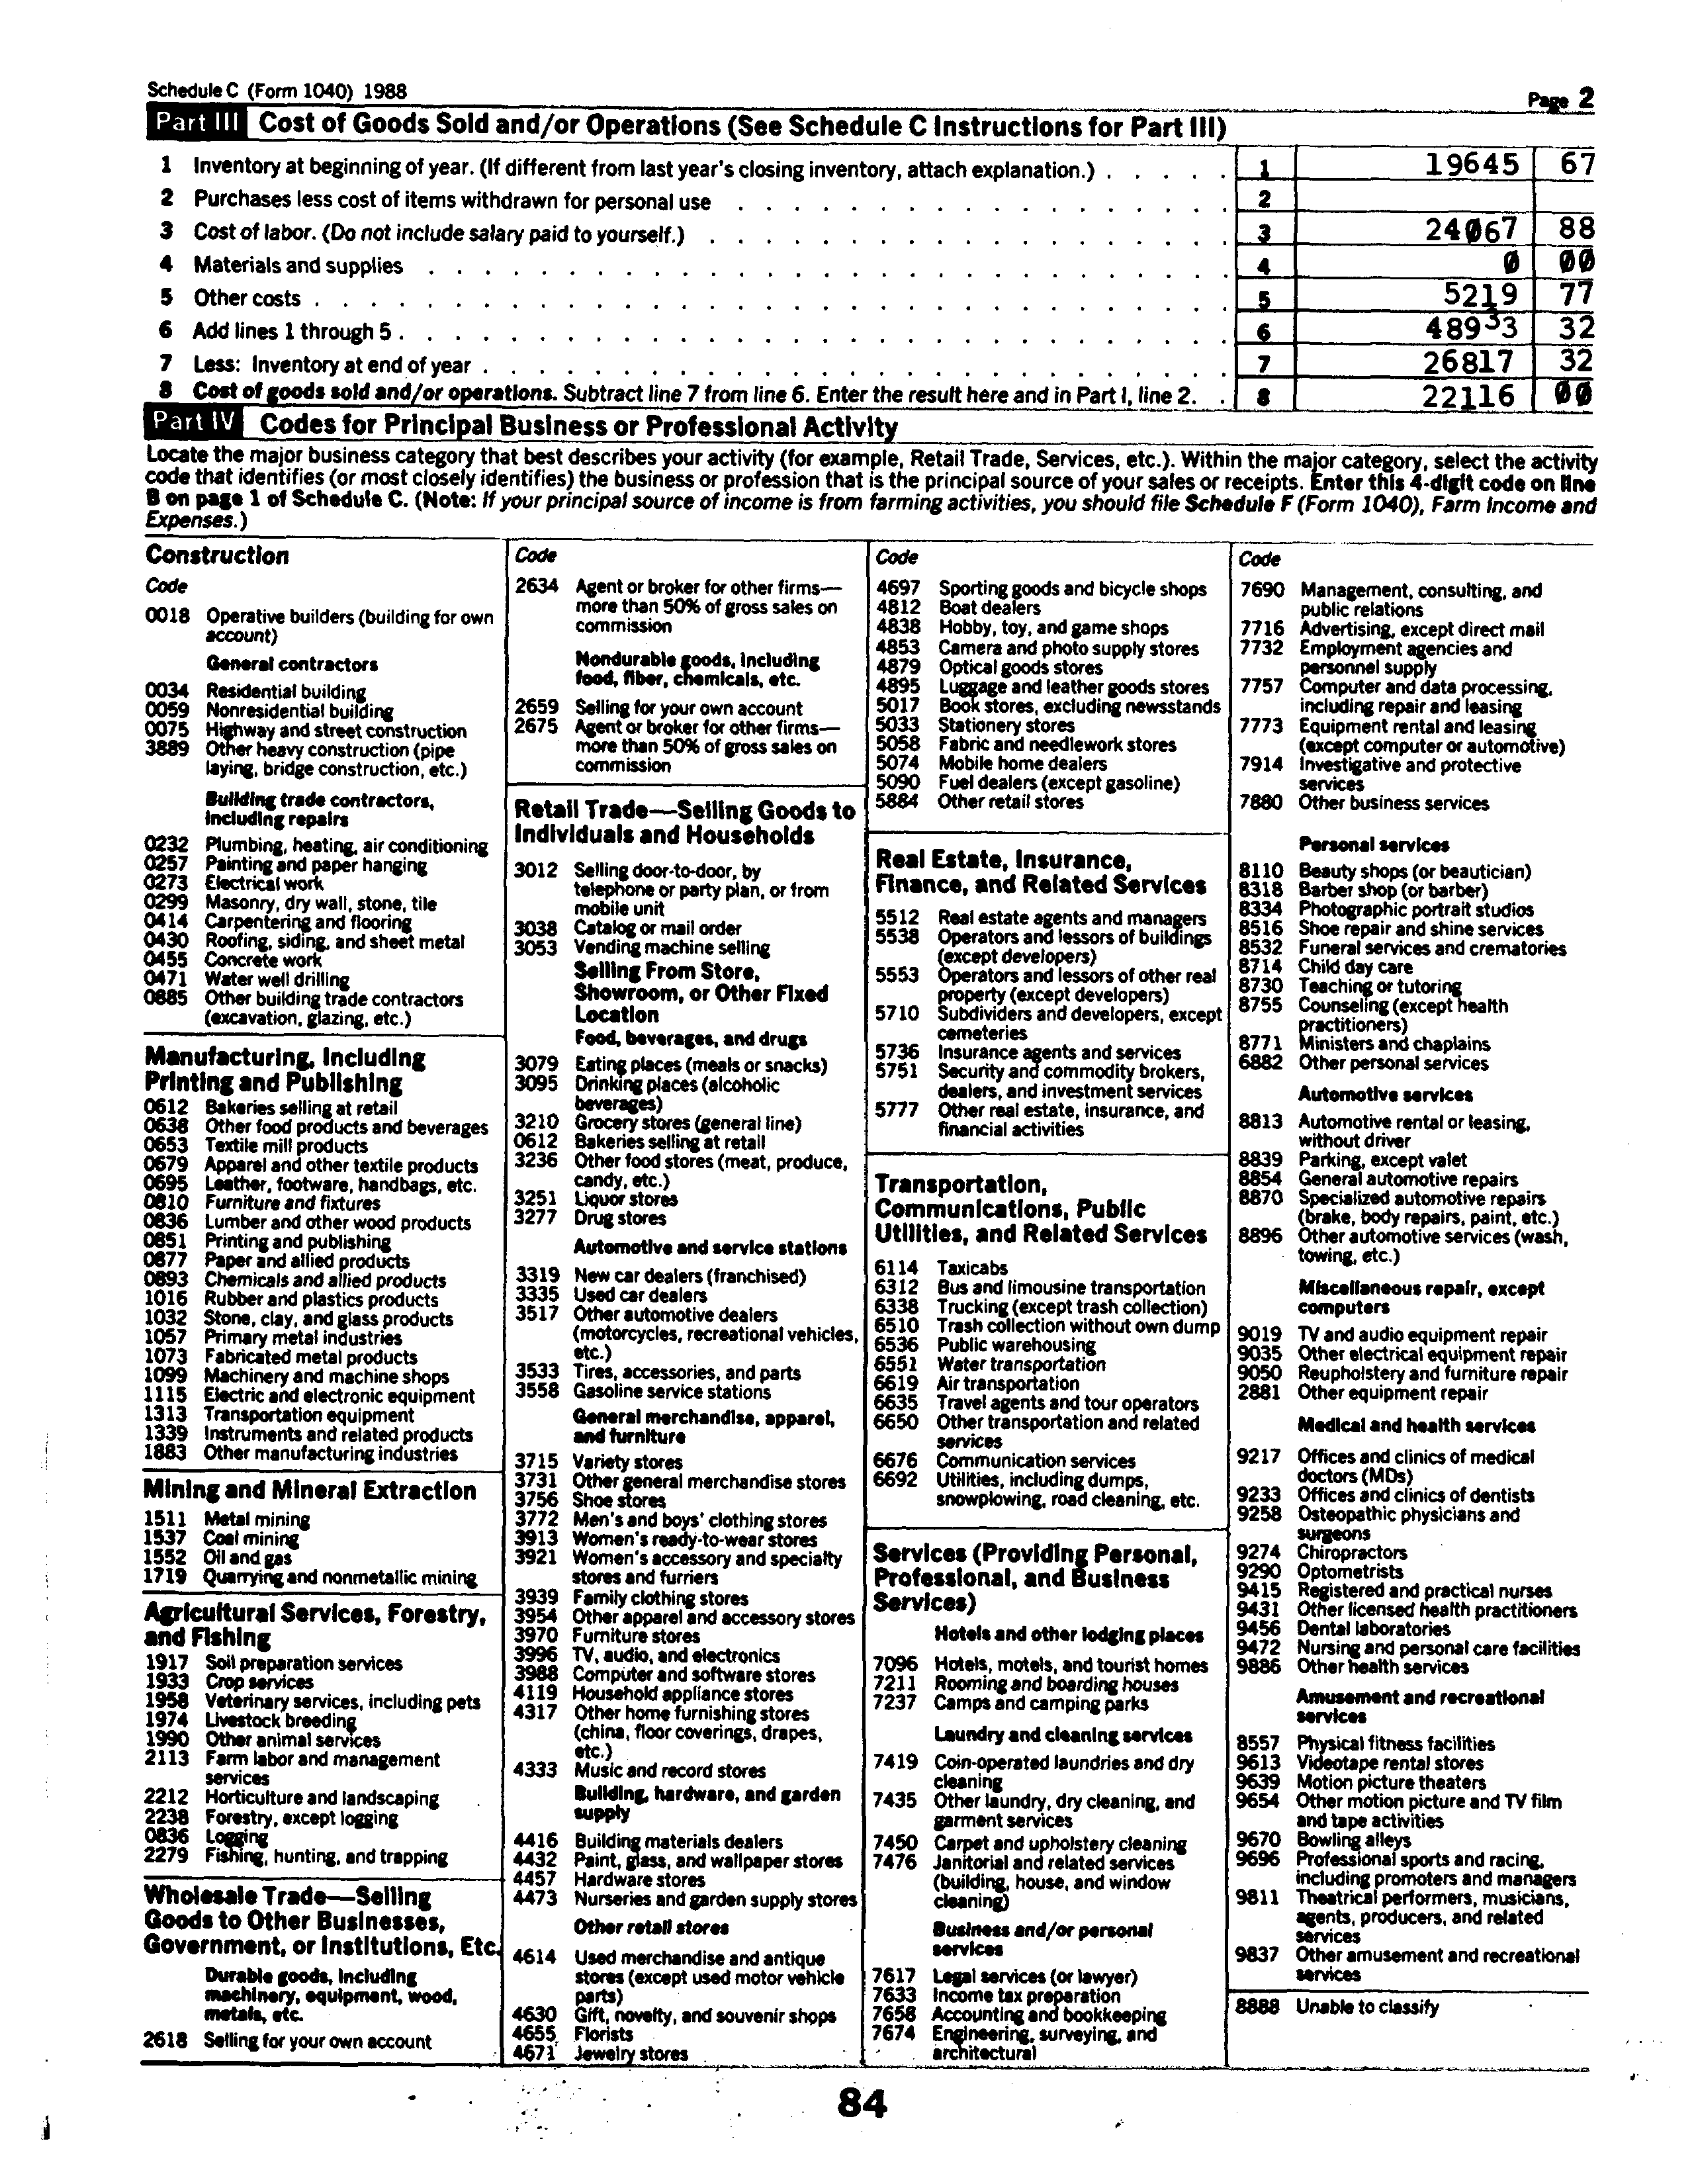 Schedule C (Form 1040) 1988
Page 2
Part III Cost of Goods Sold and/or Operations (See Schedule C Instructions for Part III)
1 Inventory at beginning of year. (If different from last year's closing inventory, attach explanation.) . . . . . 1 19645 67
2 Purchases less cost of items withdrawn for personal use . . . . . . . . . . . . . . . . . . 2
3 Cost of labor. (Do not include salary paid to yourself.) . . . . . . . . . . . . . . . . . . . 3 24067 88
4 Materials and supplies . . . . . . . . . . . . . . . . . . . . . . . . . . . . . 4 0 00
5 Other costs . . . . . . . . . . . . . . . . . . . . . . . . . . . . . . . . . 5 5219 77
6 Add lines 1 through 5 . . . . . . . . . . . . . . . . . . . . . . . . . . . . . . 6 48933 32
7 Less: Inventory at end of year . . . . . . . . . . . . . . . . . . . . . . . . . . . 7 26817 32
8 Cost of goods sold and/or operations. Subtract line 7 from line 6. Enter the result here and in Part I, line 2. . 8 22116 00
Part IV Codes for Principal Business or Professional Activity
Locate the major business category that best describes your activity (for example, Retail Trade, Services, etc.). Within the major category, select the activity
code that identifies (or most closely identifies) the business or profession that is the principal source of your sales or receipts. Enter this 4-digit code on line
B on page 1 of Schedule C. (Note: If your principal source of income is from farming activities, you should file Schedule F (Form 1040), Farm Income and
Expenses.)
Construction
Code
0018 Operative builders (building for own
account)
General contractors
0034 Residential building
0059 Nonresidential building
0075 Highway and street construction
3889 Other heavy construction (pipe
laying, bridge construction, etc.)
Building trade contractors,
including repairs
0232 Plumbing, heating, air conditioning
0257 Painting and paper hanging
0273 Electrical work
0299 Masonry, dry wall, stone, tile
0414 Carpentering and flooring
0430 Roofing, siding, and sheet metal
0455 Concrete work
0471 Water well drilling
0885 Other building trade contractors
(excavation, glazing, etc.)
Manufacturing, Including
Printing and Publishing
0612 Bakeries selling at retail
0638 Other food products and beverages
0653 Textile mill products
0679 Apparel and other textile products
0695 Leather, footware, handbags, etc.
0810 Furniture and fixtures
0836 Lumber and other wood products
0851 Printing and publishing
0877 Paper and allied products
0893 Chemicals and allied products
1016 Rubber and plastics products
1032 Stone, clay, and glass products
1057 Primary metal industries
1073 Fabricated metal products
1099 Machinery and machine shops
1115 Electric and electronic equipment
1313 Transportation equipment
1339 Instruments and related products
1883 Other manufacturing industries
Mining and Mineral Extraction
1511 Metal mining
1537 Coal mining
1552 Oil and gas
1719 Quarrying and nonmetallic mining
Agricultural Services, Forestry,
and Fishing
1917 Soil preparation services
1933 Crop services
1958 Veterinary services, including pets
1974 Livestock breeding
1990 Other animal services
2113 Farm labor and management
services
2212 Horticulture and landscaping
2238 Forestry, except logging
0836 Logging
2279 Fishing, hunting, and trapping
Wholesale Trade—Selling
Goods to Other Businesses,
Government, or Institutions, Etc.
Durable goods, including
machinery, equipment, wood,
metals, etc.
2618 Selling for your own account
Code
2634 Agent or broker for other firms—
more than 50% of gross sales on
commission
Nondurable goods, including
food, fiber, chemicals, etc.
2659 Selling for your own account
2675 Agent or broker for other firms—
more than 50% of gross sales on
commission
Retail Trade—Selling Goods to
Individuals and Households
3012 Selling door-to-door, by
telephone or party plan, or from
mobile unit
3038 Catalog or mail order
3053 Vending machine selling
Selling From Store,
Showroom, or Other Fixed
Location
Food, beverages, and drugs
3079 Eating places (meals or snacks)
3095 Drinking places (alcoholic
beverages)
3210 Grocery stores (general line)
0612 Bakeries selling at retail
3236 Other food stores (meat, produce,
candy, etc.)
3251 Liquor stores
3277 Drug stores
Automotive and service stations
3319 New car dealers (franchised)
3335 Used car dealers
3517 Other automotive dealers
(motorcycles, recreational vehicles,
etc.)
3533 Tires, accessories, and parts
3558 Gasoline service stations
General merchandise, apparel,
and furniture
3715 Variety stores
3731 Other general merchandise stores
3756 Shoe stores
3772 Men's and boys' clothing stores
3913 Women's ready-to-wear stores
3921 Women's accessory and specialty
stores and furriers
3939 Family clothing stores
3954 Other apparel and accessory stores
3970 Furniture stores
3996 TV, audio, and electronics
3988 Computer and software stores
4119 Household appliance stores
4317 Other home furnishing stores
(china, floor coverings, drapes,
etc.)
4333 Music and record stores
Building, hardware, and garden
supply
4416 Building materials dealers
4432 Paint, glass, and wallpaper stores
4457 Hardware stores
4473 Nurseries and garden supply stores
Other retail stores
4614 Used merchandise and antique
stores (except used motor vehicle
parts)
4630 Gift, novelty, and souvenir shops
4655 Florists
4671 Jewelry stores
Code
4697 Sporting goods and bicycle shops
4812 Boat dealers
4838 Hobby, toy, and game shops
4853 Camera and photo supply stores
4879 Optical goods stores
4895 Luggage and leather goods stores
5017 Book stores, excluding newsstands
5033 Stationery stores
5058 Fabric and needlework stores
5074 Mobile home dealers
5090 Fuel dealers (except gasoline)
5884 Other retail stores
Real Estate, Insurance,
Finance, and Related Services
5512 Real estate agents and managers
5538 Operators and lessors of buildings
(except developers)
5553 Operators and lessors of other real
property (except developers)
5710 Subdividers and developers, except
cemeteries
5736 Insurance agents and services
5751 Security and commodity brokers,
dealers, and investment services
5777 Other real estate, insurance, and
financial activities
Transportation,
Communications, Public
Utilities, and Related Services
6114 Taxicabs
6312 Bus and limousine transportation
6338 Trucking (except trash collection)
6510 Trash collection without own dump
6536 Public warehousing
6551 Water transportation
6619 Air transportation
6635 Travel agents and tour operators
6650 Other transportation and related
services
6676 Communication services
6692 Utilities, including dumps,
snowplowing, road cleaning, etc.
Services (Providing Personal,
Professional, and Business
Services)
Hotels and other lodging places
7096 Hotels, motels, and tourist homes
7211 Rooming and boarding houses
7237 Camps and camping parks
Laundry and cleaning services
7419 Coin-operated laundries and dry
cleaning
7435 Other laundry, dry cleaning, and
garment services
7450 Carpet and upholstery cleaning
7476 Janitorial and related services
(building, house, and window
cleaning)
Business and/or personal
services
7617 Legal services (or lawyer)
7633 Income tax preparation
7658 Accounting and bookkeeping
7674 Engineering, surveying, and
architectural
Code
7690 Management, consulting, and
public relations
7716 Advertising, except direct mail
7732 Employment agencies and
personnel supply
7757 Computer and data processing,
including repair and leasing
7773 Equipment rental and leasing
(except computer or automotive)
7914 Investigative and protective
services
7880 Other business services
Personal services
8110 Beauty shops (or beautician)
8318 Barber shop (or barber)
8334 Photographic portrait studios
8516 Shoe repair and shine services
8532 Funeral services and crematories
8714 Child day care
8730 Teaching or tutoring
8755 Counseling (except health
practitioners)
8771 Ministers and chaplains
6882 Other personal services
Automotive services
8813 Automotive rental or leasing,
without driver
8839 Parking, except valet
8854 General automotive repairs
8870 Specialized automotive repairs
(brake, body repairs, paint, etc.)
8896 Other automotive services (wash,
towing, etc.)
Miscellaneous repair, except
computers
9019 TV and audio equipment repair
9035 Other electrical equipment repair
9050 Reupholstery and furniture repair
2881 Other equipment repair
Medical and health services
9217 Offices and clinics of medical
doctors (MDs)
9233 Offices and clinics of dentists
9258 Osteopathic physicians and
surgeons
9274 Chiropractors
9290 Optometrists
9415 Registered and practical nurses
9431 Other licensed health practitioners
9456 Dental laboratories
9472 Nursing and personal care facilities
9886 Other health services
Amusement and recreational
services
8557 Physical fitness facilities
9613 Videotape rental stores
9639 Motion picture theaters
9654 Other motion picture and TV film
and tape activities
9670 Bowling alleys
9696 Professional sports and racing,
including promoters and managers
9811 Theatrical performers, musicians,
agents, producers, and related
services
9837 Other amusement and recreational
services
8888 Unable to classify
84